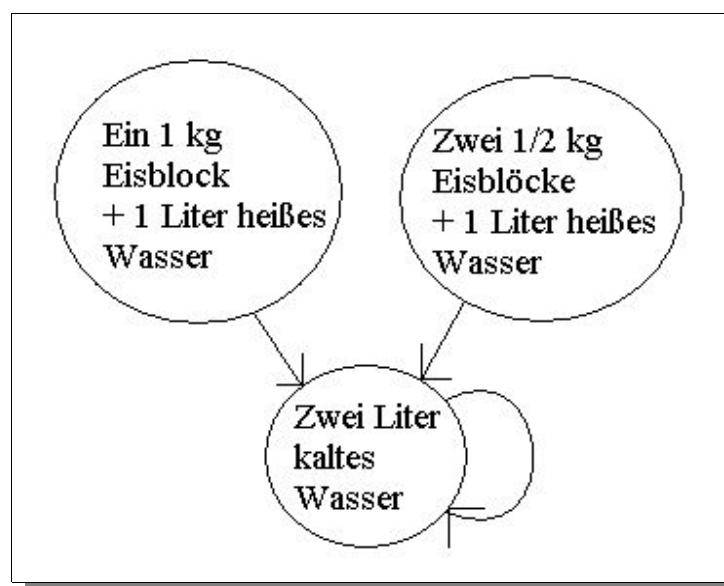 Ein 1 kg
Eisblock
+ 1 Liter heißes
Wasser
Zwei 1/2 kg
Eisblöcke
+ 1 Liter heißes
Wasser
Zwei Liter
kaltes
Wasser